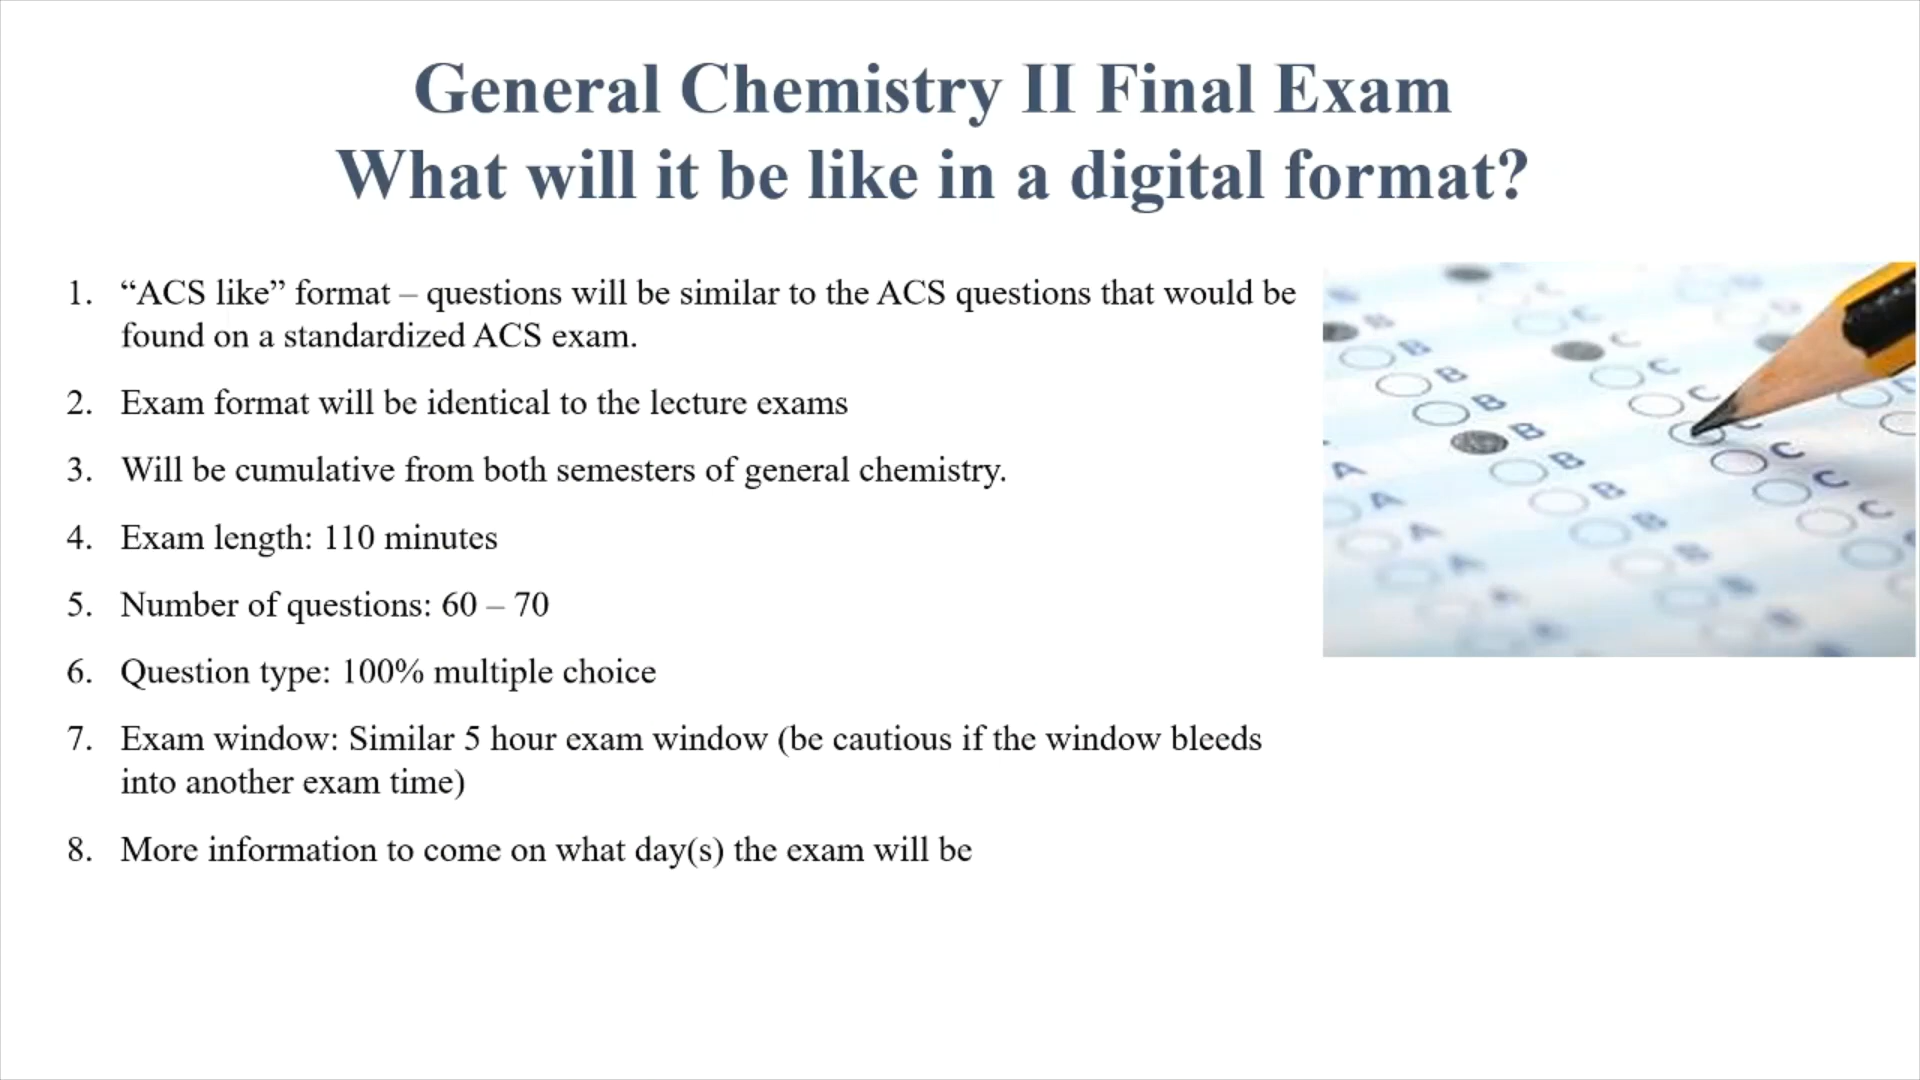 General Chemistry II Final Exam
What will it be like in a digital format?
1. “ACS like” format – questions will be similar to the ACS questions that would be
found on a standardized ACS exam.
2. Exam format will be identical to the lecture exams
3. Will be cumulative from both semesters of general chemistry.
4. Exam length: 110 minutes
5. Number of questions: 60 – 70
6. Question type: 100% multiple choice
7. Exam window: Similar 5 hour exam window (be cautious if the window bleeds
into another exam time)
8. More information to come on what day(s) the exam will be